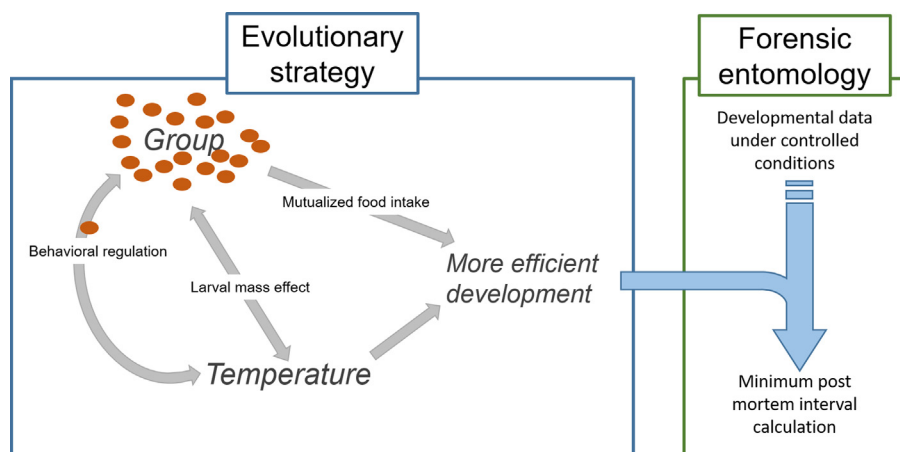 Evolutionary
strategy
Group
Mutualized food intake
Behavioral regulation
Larval mass effect
More efficient
development
Temperature
Forensic
entomology
Developmental data
under controlled
conditions
Minimum post
mortem interval
calculation